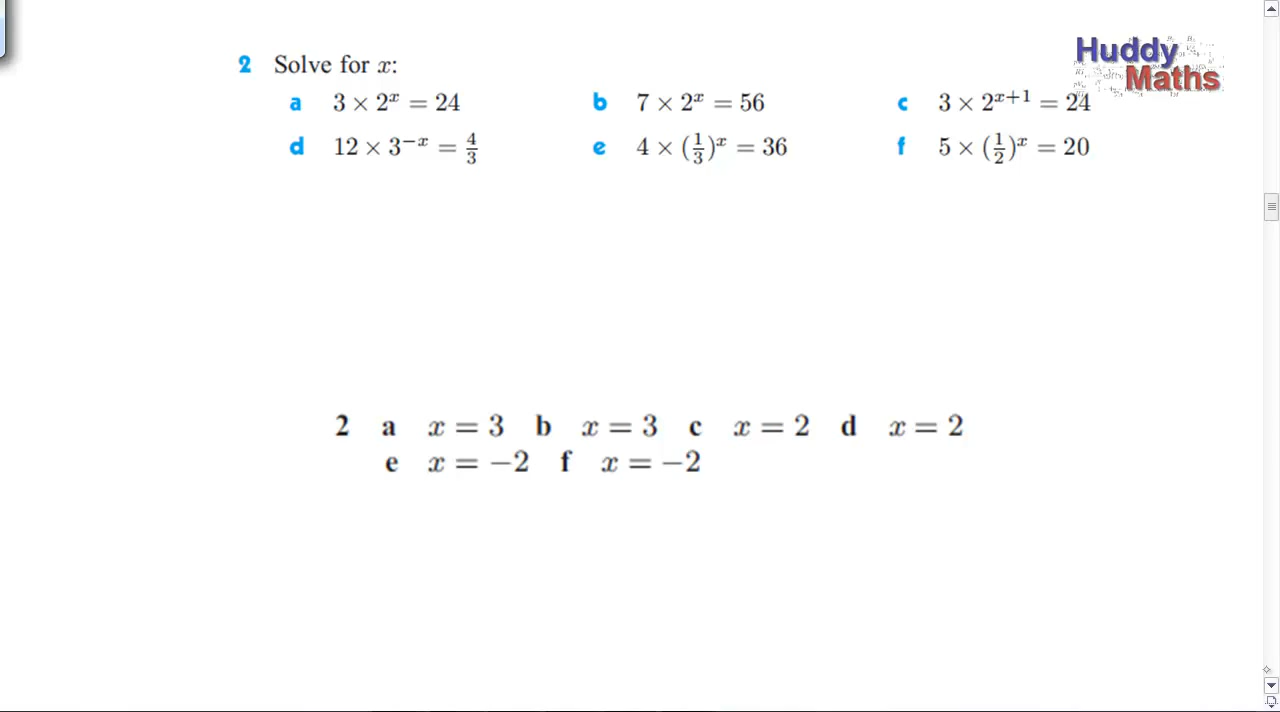 Huddy
Maths
2 Solve for x:
a 3 × 2^x = 24 b 7 × 2^x = 56 c 3 × 2^{x+1} = 24
d 12 × 3^{−x} = 4/3 e 4 × (1/3)^x = 36 f 5 × (1/2)^x = 20
2 a x = 3 b x = 3 c x = 2 d x = 2
e x = −2 f x = −2